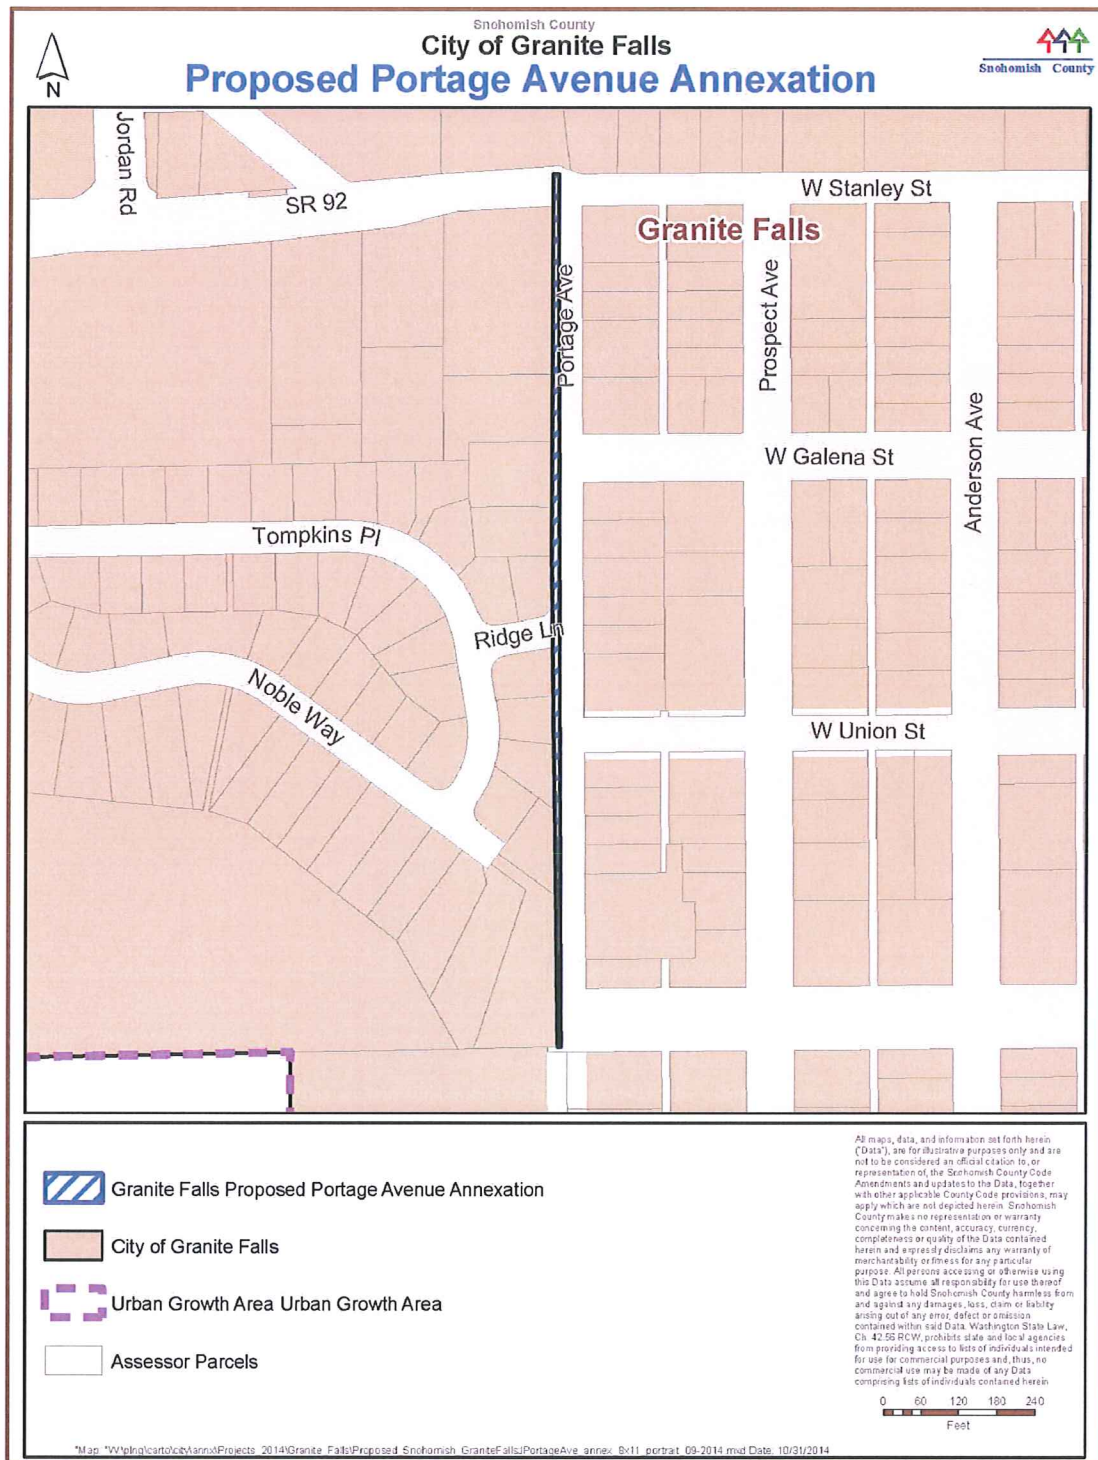 Snohomish County
City of Granite Falls
Proposed Portage Avenue Annexation
N
Snohomish County
Jordan Rd
SR 92
W Stanley St
Granite Falls
Portage Ave
Prospect Ave
Anderson Ave
W Galena St
Tompkins Pl
Ridge Ln
Noble Way
W Union St
Granite Falls Proposed Portage Avenue Annexation
City of Granite Falls
Urban Growth Area Urban Growth Area
Assessor Parcels
All maps, data, and information set forth herein
("Data"), are for illustrative purposes only and are
not to be considered an official citation to, or
representation of, the Snohomish County Code
Amendments and updates to the Data, together
with other applicable County Code provisions, may
apply which are not depicted herein. Snohomish
County makes no representation or warranty
concerning the content, accuracy, currency,
completeness or quality of the Data contained
herein and expressly disclaims any warranty of
merchantability or fitness for any particular
purpose. All persons accessing or otherwise using
this Data assume all responsibility for use thereof
and agree to hold Snohomish County harmless from
and against any damages, loss, claim or liability
arising out of any error, defect or omission
contained within said Data. Washington State Law,
Ch. 42.56 RCW, prohibits state and local agencies
from providing access to lists of individuals intended
for use for commercial purposes and, thus, no
commercial use may be made of any Data
comprising lists of individuals contained herein
0 60 120 180 240
Feet
8x11 portrait 09-2014 mxd Date: 10/31/2014